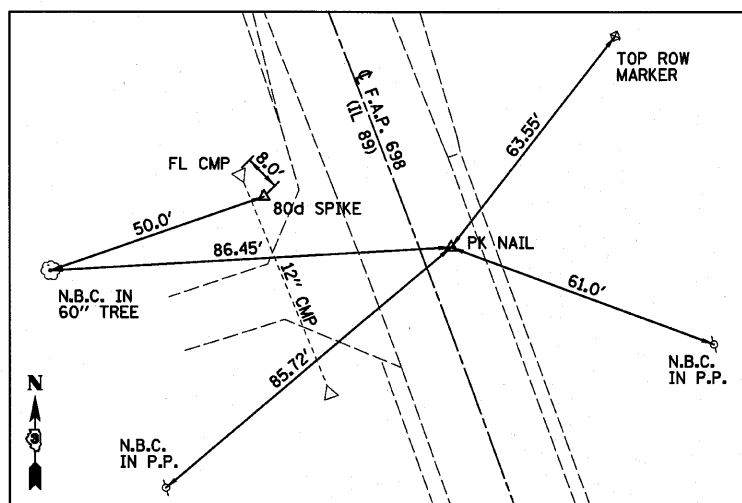 TOP ROW
MARKER
℄ F.A.P. 698
(IL 89)
63.55'
FL CMP
8.0'
80d SPIKE
50.0'
86.45'
PK NAIL
N.B.C. IN
60" TREE
12" CMP
61.0'
85.72'
N.B.C.
IN P.P.
N
N.B.C.
IN P.P.